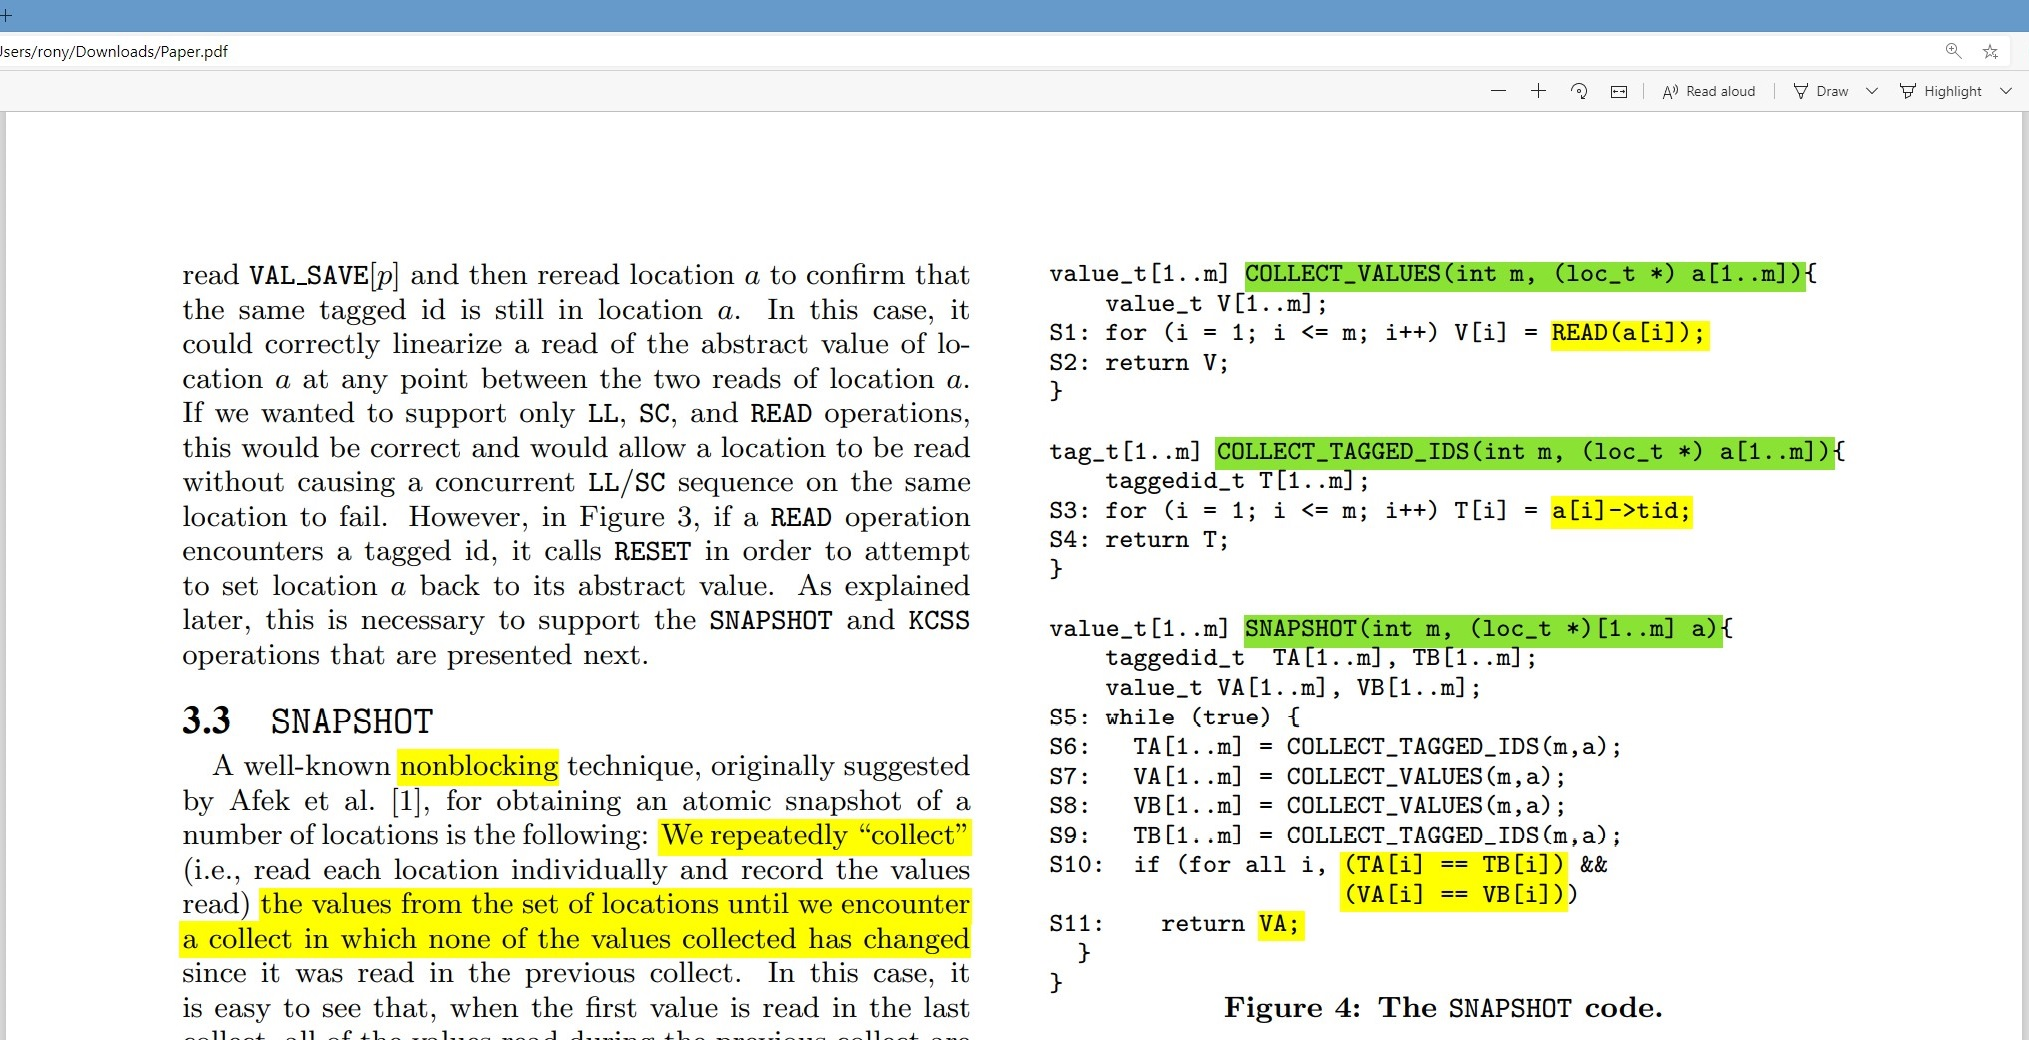 Users/rony/Downloads/Paper.pdf
Read aloud
Draw
Highlight
read VAL_SAVE[p] and then reread location a to confirm that
the same tagged id is still in location a. In this case, it
could correctly linearize a read of the abstract value of lo-
cation a at any point between the two reads of location a.
If we wanted to support only LL, SC, and READ operations,
this would be correct and would allow a location to be read
without causing a concurrent LL/SC sequence on the same
location to fail. However, in Figure 3, if a READ operation
encounters a tagged id, it calls RESET in order to attempt
to set location a back to its abstract value. As explained
later, this is necessary to support the SNAPSHOT and KCSS
operations that are presented next.
3.3 SNAPSHOT
A well-known nonblocking technique, originally suggested
by Afek et al. [1], for obtaining an atomic snapshot of a
number of locations is the following: We repeatedly “collect”
(i.e., read each location individually and record the values
read) the values from the set of locations until we encounter
a collect in which none of the values collected has changed
since it was read in the previous collect. In this case, it
is easy to see that, when the first value is read in the last
collect, all of the values read during the previous collect are
value_t[1..m] COLLECT_VALUES(int m, (loc_t *) a[1..m]){
value_t V[1..m];
S1: for (i = 1; i <= m; i++) V[i] = READ(a[i]);
S2: return V;
}
tag_t[1..m] COLLECT_TAGGED_IDS(int m, (loc_t *) a[1..m]){
taggedid_t T[1..m];
S3: for (i = 1; i <= m; i++) T[i] = a[i]->tid;
S4: return T;
}
value_t[1..m] SNAPSHOT(int m, (loc_t *)[1..m] a){
taggedid_t TA[1..m], TB[1..m];
value_t VA[1..m], VB[1..m];
S5: while (true) {
S6: TA[1..m] = COLLECT_TAGGED_IDS(m,a);
S7: VA[1..m] = COLLECT_VALUES(m,a);
S8: VB[1..m] = COLLECT_VALUES(m,a);
S9: TB[1..m] = COLLECT_TAGGED_IDS(m,a);
S10: if (for all i, (TA[i] == TB[i]) &&
(VA[i] == VB[i]))
S11: return VA;
}
}
Figure 4: The SNAPSHOT code.